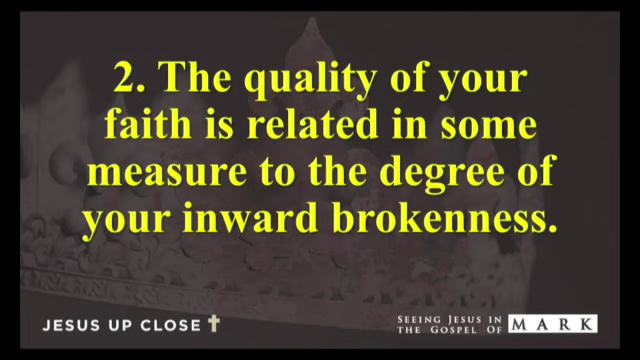 2. The quality of your
faith is related in some
measure to the degree of
your inward brokenness.
JESUS UP CLOSE
SEEING JESUS IN
THE GOSPEL OF MARK